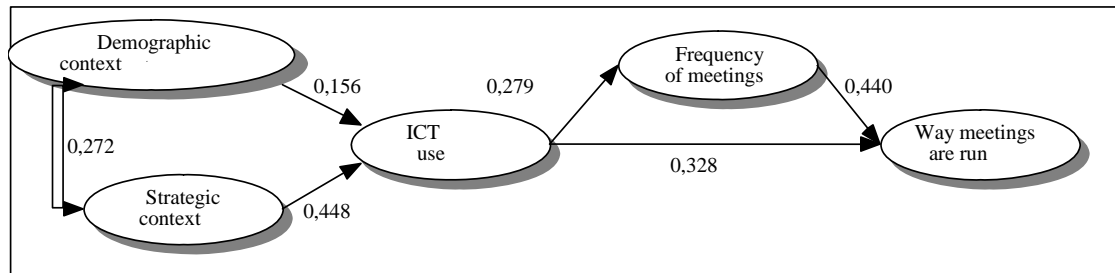 Demographic
context
0,156
0,272
Strategic
context
0,448
ICT
use
0,279
Frequency
of meetings
0,440
0,328
Way meetings
are run